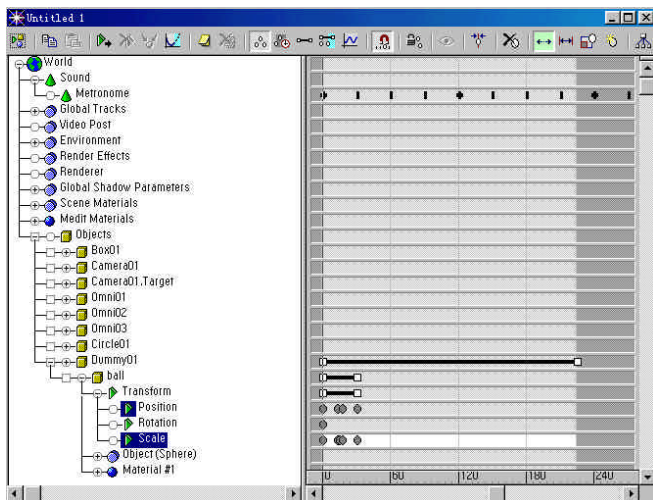 Untitled 1
World
Sound
Metronome
Global Tracks
Video Post
Environment
Render Effects
Renderer
Global Shadow Parameters
Scene Materials
Medit Materials
Objects
Box01
Camera01
Camera01.Target
Omni01
Omni02
Omni03
Circle01
Dummy01
ball
Transform
Position
Rotation
Scale
Object(Sphere)
Material #1
0 60 120 180 240